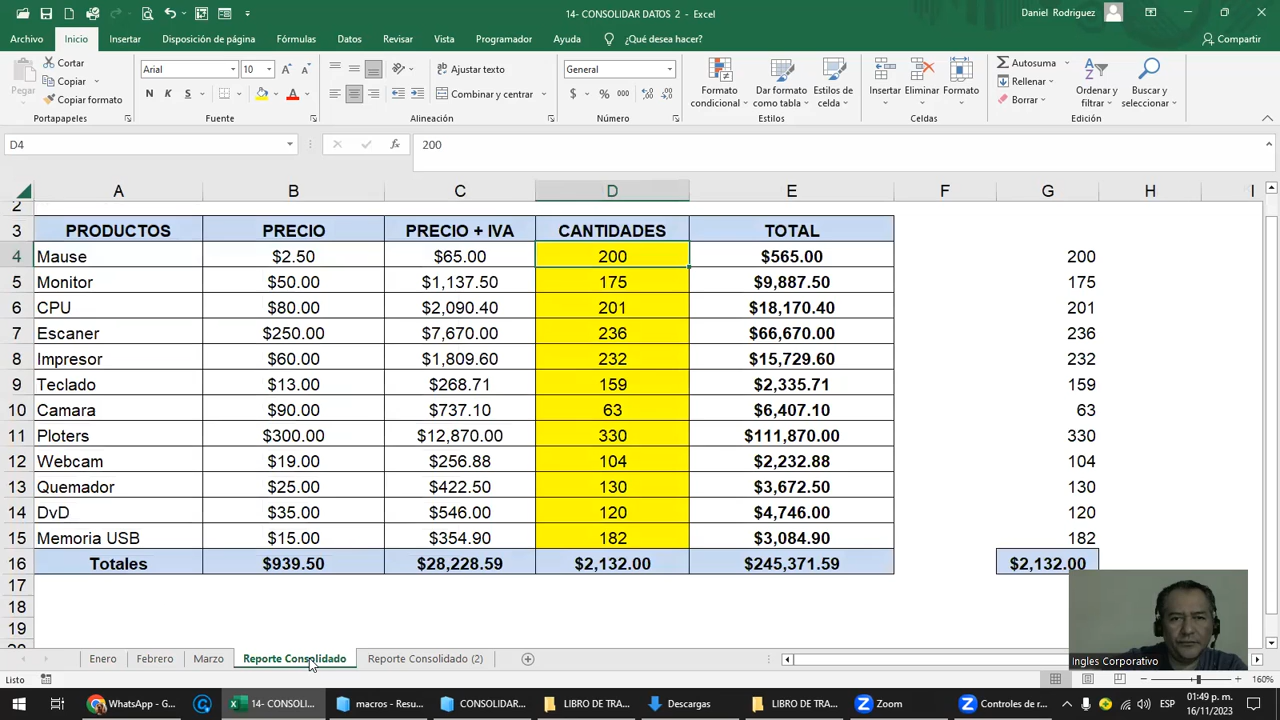 14- CONSOLIDAR DATOS 2 - Excel
Daniel Rodriguez
Archivo Inicio Insertar Disposición de página Fórmulas Datos Revisar Vista Programador Ayuda ¿Qué desea hacer? Compartir
Pegar
Cortar
Copiar
Copiar formato
Portapapeles
Arial 10
N K S
Fuente
Ajustar texto
Combinar y centrar
Alineación
General
$ % 000
Número
Formato condicional
Dar formato como tabla
Estilos de celda
Estilos
Insertar Eliminar Formato
Celdas
Autosuma
Rellenar
Borrar
Ordenar y filtrar
Buscar y seleccionar
Edición
D4 fx 200
A B C D E F G H I
2
3 PRODUCTOS PRECIO PRECIO + IVA CANTIDADES TOTAL
4 Mause $2.50 $65.00 200 $565.00 200
5 Monitor $50.00 $1,137.50 175 $9,887.50 175
6 CPU $80.00 $2,090.40 201 $18,170.40 201
7 Escaner $250.00 $7,670.00 236 $66,670.00 236
8 Impresor $60.00 $1,809.60 232 $15,729.60 232
9 Teclado $13.00 $268.71 159 $2,335.71 159
10 Camara $90.00 $737.10 63 $6,407.10 63
11 Ploters $300.00 $12,870.00 330 $111,870.00 330
12 Webcam $19.00 $256.88 104 $2,232.88 104
13 Quemador $25.00 $422.50 130 $3,672.50 130
14 DvD $35.00 $546.00 120 $4,746.00 120
15 Memoria USB $15.00 $354.90 182 $3,084.90 182
16 Totales $939.50 $28,228.59 $2,132.00 $245,371.59 $2,132.00
17
18
19
Ingles Corporativo
Enero Febrero Marzo Reporte Consolidado Reporte Consolidado (2)
Listo
160%
WhatsApp - G...
14- CONSOLI...
macros - Resu...
CONSOLIDAR...
LIBRO DE TRA...
Descargas
LIBRO DE TRA...
Zoom
Controles de r...
ESP
01:49 p. m.
16/11/2023